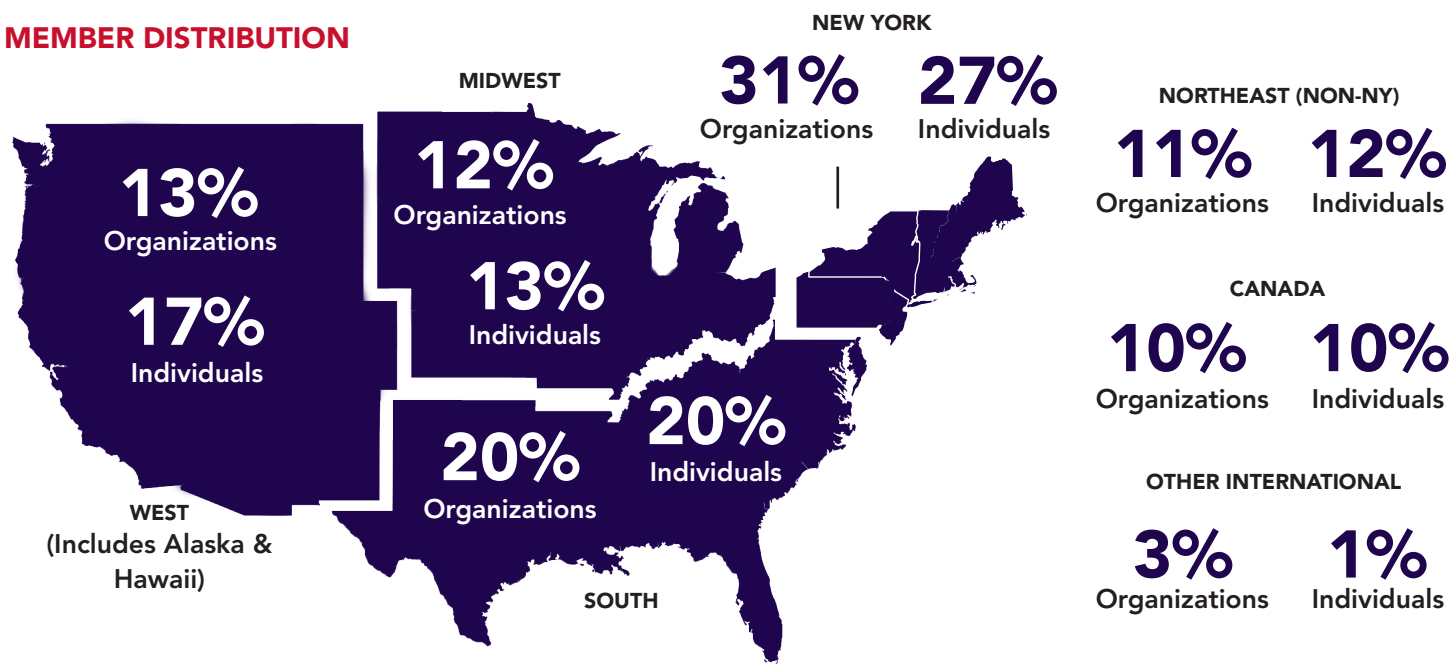 MEMBER DISTRIBUTION
MIDWEST
12%
Organizations
13%
Individuals
13%
Organizations
17%
Individuals
WEST
(Includes Alaska &
Hawaii)
20%
Organizations
20%
Individuals
SOUTH
NEW YORK
31% 27%
Organizations Individuals
NORTHEAST (NON-NY)
11% 12%
Organizations Individuals
CANADA
10% 10%
Organizations Individuals
OTHER INTERNATIONAL
3% 1%
Organizations Individuals